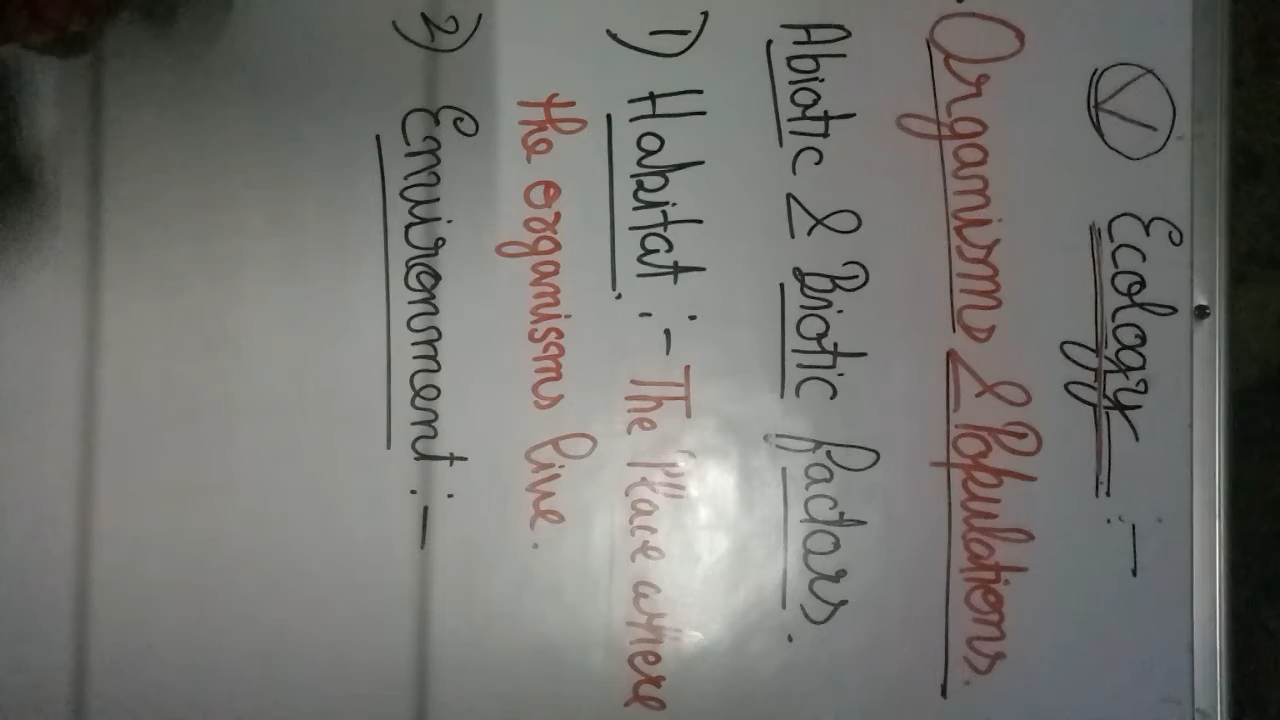 Ⓥ Ecology :-
Organisms & Populations.
Abiotic & Biotic factors.
1) Habitat :- The Place where
the organisms live.
2) Environment :-